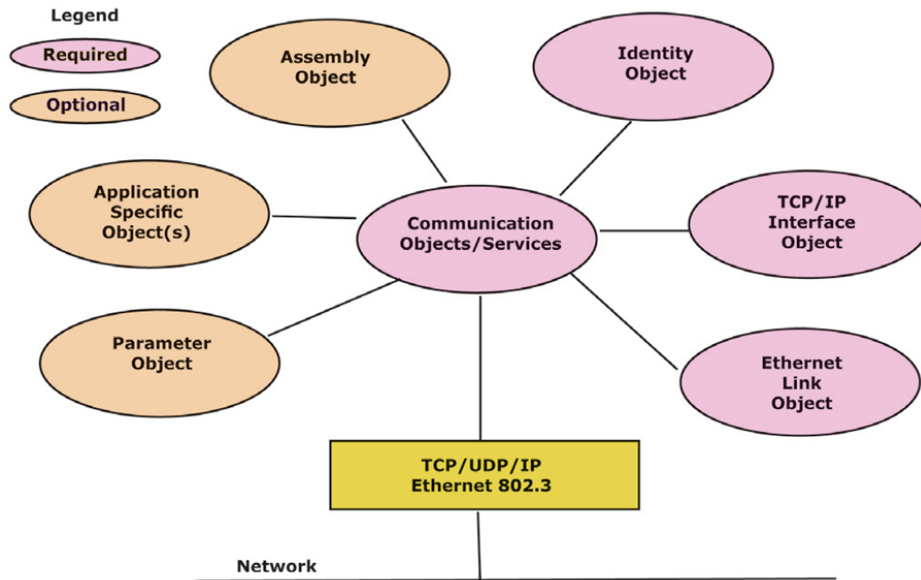 Legend
Required
Optional
Assembly
Object
Identity
Object
Application
Specific
Object(s)
Communication
Objects/Services
TCP/IP
Interface
Object
Parameter
Object
Ethernet
Link
Object
TCP/UDP/IP
Ethernet 802.3
Network